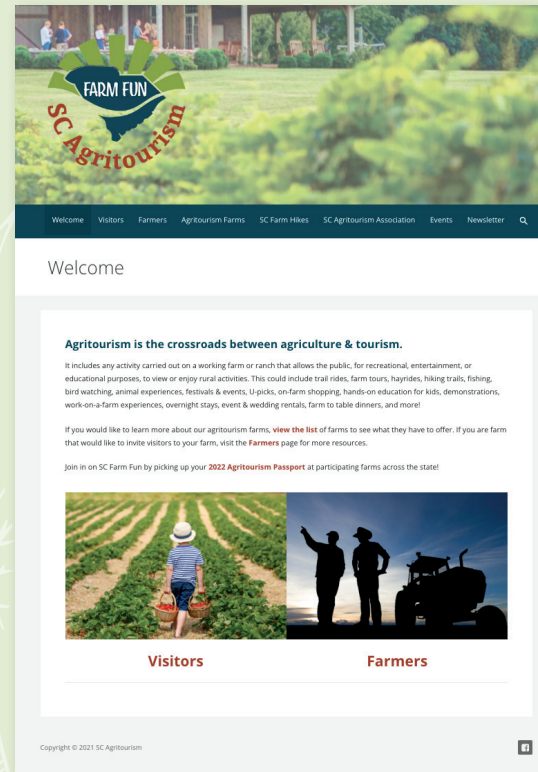 FARM FUN
SC Agritourism
Welcome Visitors Farmers Agritourism Farms SC Farm Hikes SC Agritourism Association Events Newsletter
Welcome
Agritourism is the crossroads between agriculture & tourism.
It includes any activity carried out on a working farm or ranch that allows the public, for recreational, entertainment, or
educational purposes, to view or enjoy rural activities. This could include trail rides, farm tours, hayrides, hiking trails, fishing,
bird watching, animal experiences, festivals & events, U-picks, on-farm shopping, hands-on education for kids, demonstrations,
work-on-a-farm experiences, overnight stays, event & wedding rentals, farm to table dinners, and more!
If you would like to learn more about our agritourism farms, view the list of farms to see what they have to offer. If you are farm
that would like to invite visitors to your farm, visit the Farmers page for more resources.
Join in on SC Farm Fun by picking up your 2022 Agritourism Passport at participating farms across the state!
Visitors Farmers
Copyright © 2021 SC Agritourism